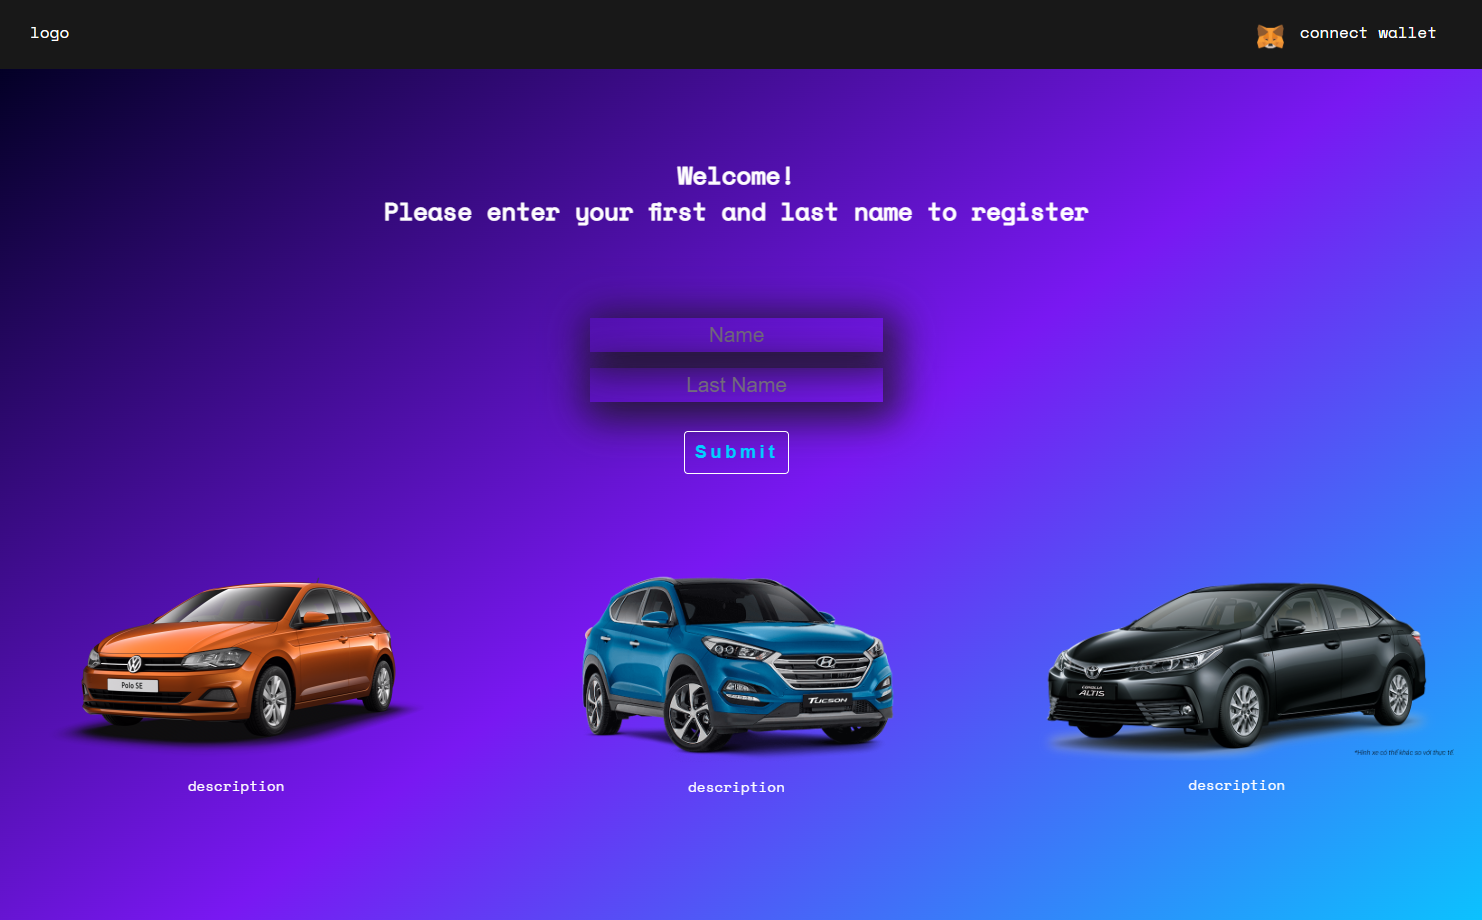 logo
connect wallet
Welcome!
Please enter your first and last name to register
Name
Last Name
Submit
Polo SE
TUCSON
COROLLA
ALTIS
*Hình xe có thể khác so với thực tế
description
description
description